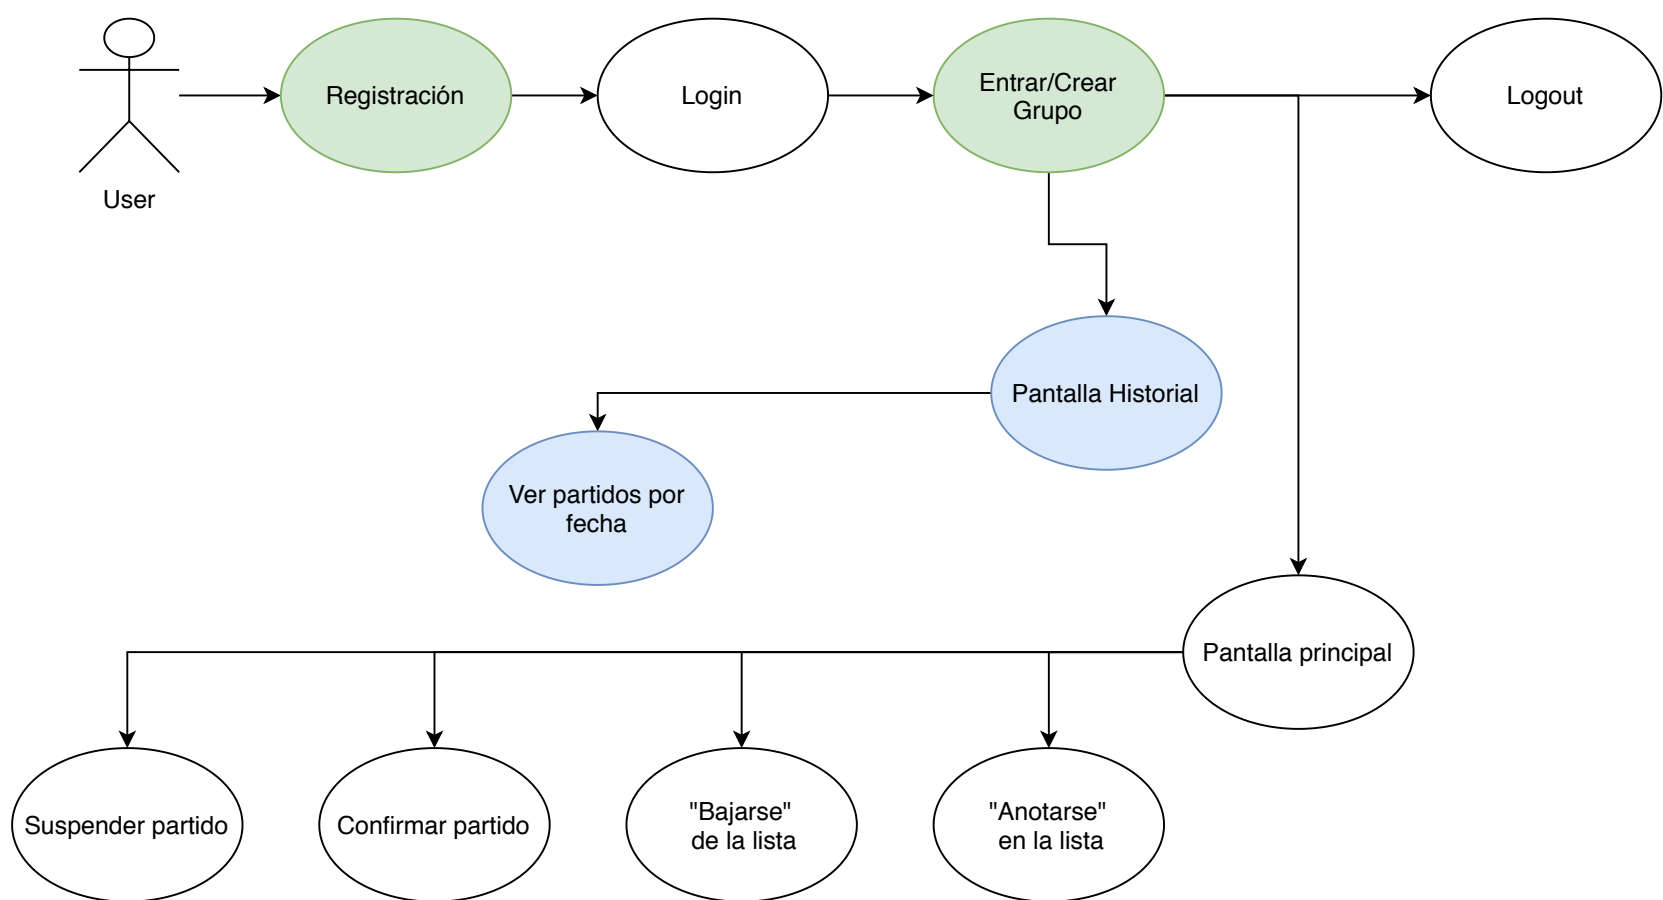 Registración
Login
Entrar/Crear
Grupo
Logout
User
Pantalla Historial
Ver partidos por
fecha
Pantalla principal
Suspender partido
Confirmar partido
"Bajarse"
de la lista
"Anotarse"
en la lista